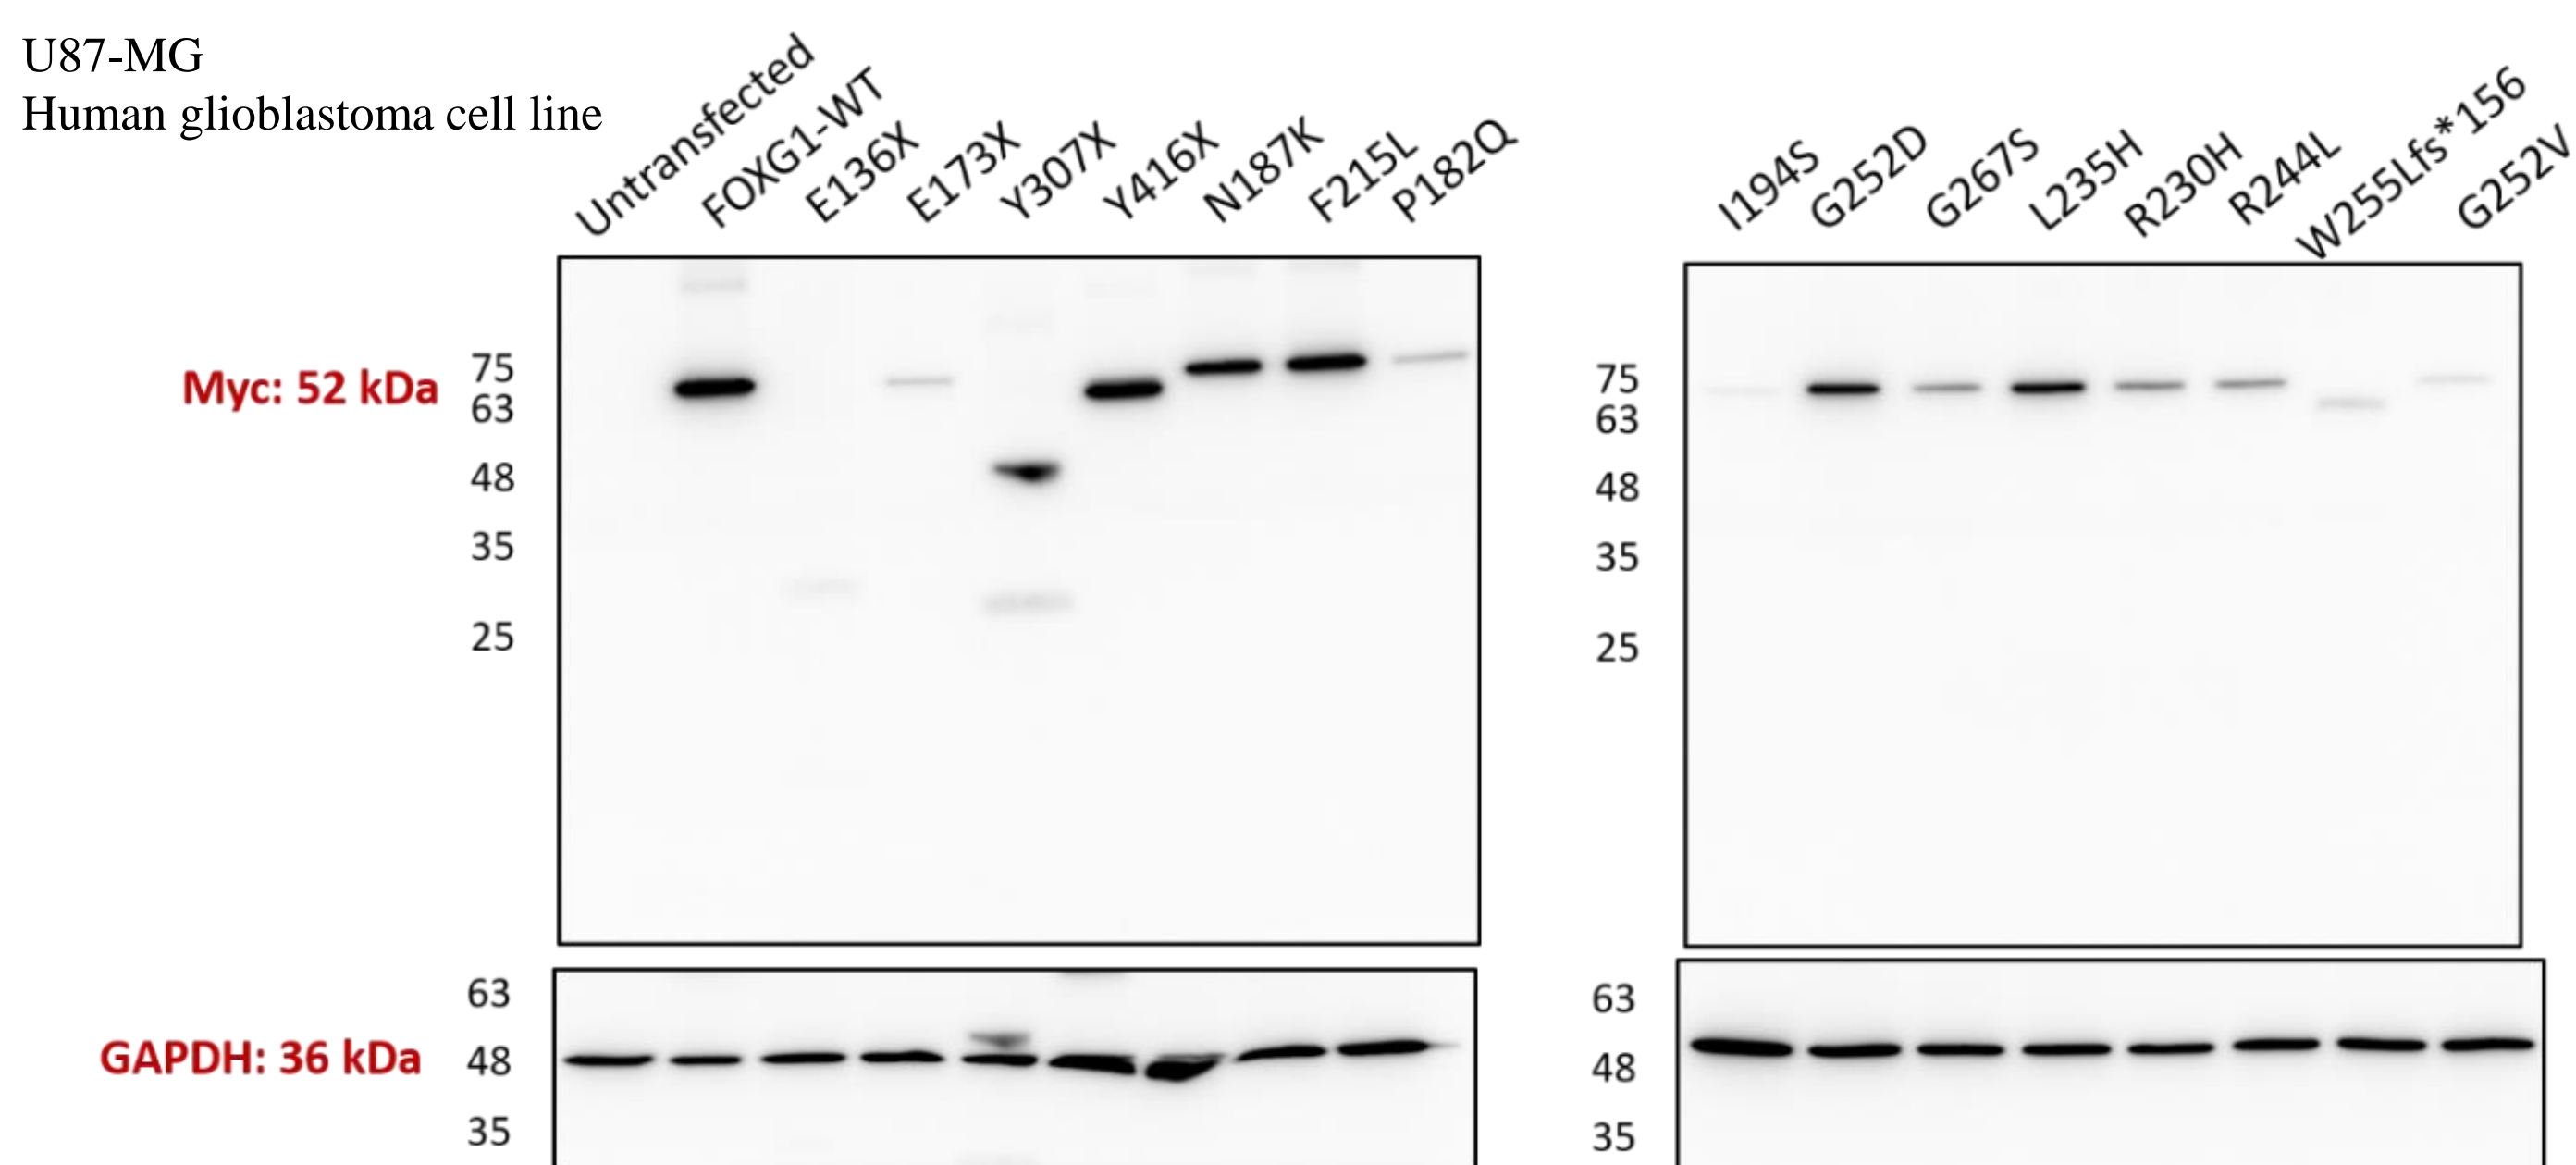 U87-MG
Human glioblastoma cell line
Untransfected
FOXG1-WT
E136X
E173X
Y307X
Y416X
N187K
F215L
P182Q
I194S
G252D
G267S
L235H
R230H
R244L
W255Lfs*156
G252V
Myc: 52 kDa
75
63
48
35
25
75
63
48
35
25
GAPDH: 36 kDa
63
48
35
63
48
35